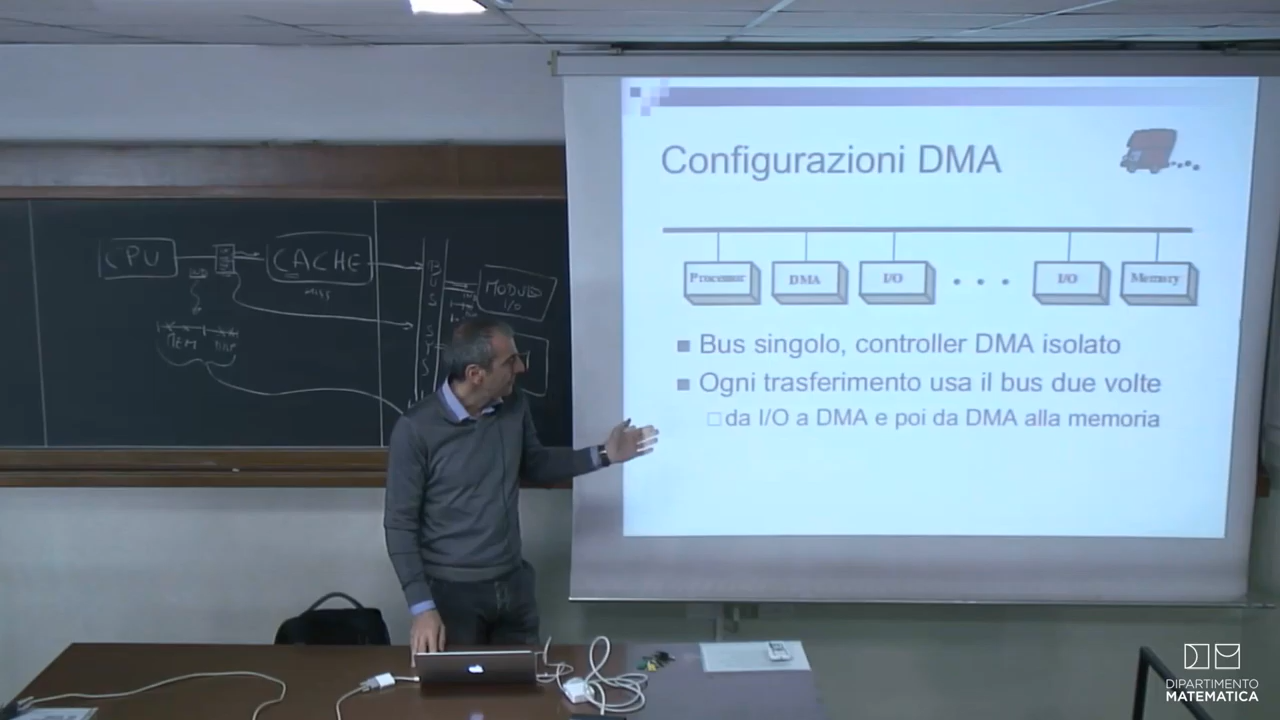 Configurazioni DMA
Processor
DMA
I/O
I/O
Memory
Bus singolo, controller DMA isolato
Ogni trasferimento usa il bus due volte
da I/O a DMA e poi da DMA alla memoria
CPU
CACHE
MISS
BUS SYS
MODULO
I/O
MEM
DIPARTIMENTO
MATEMATICA